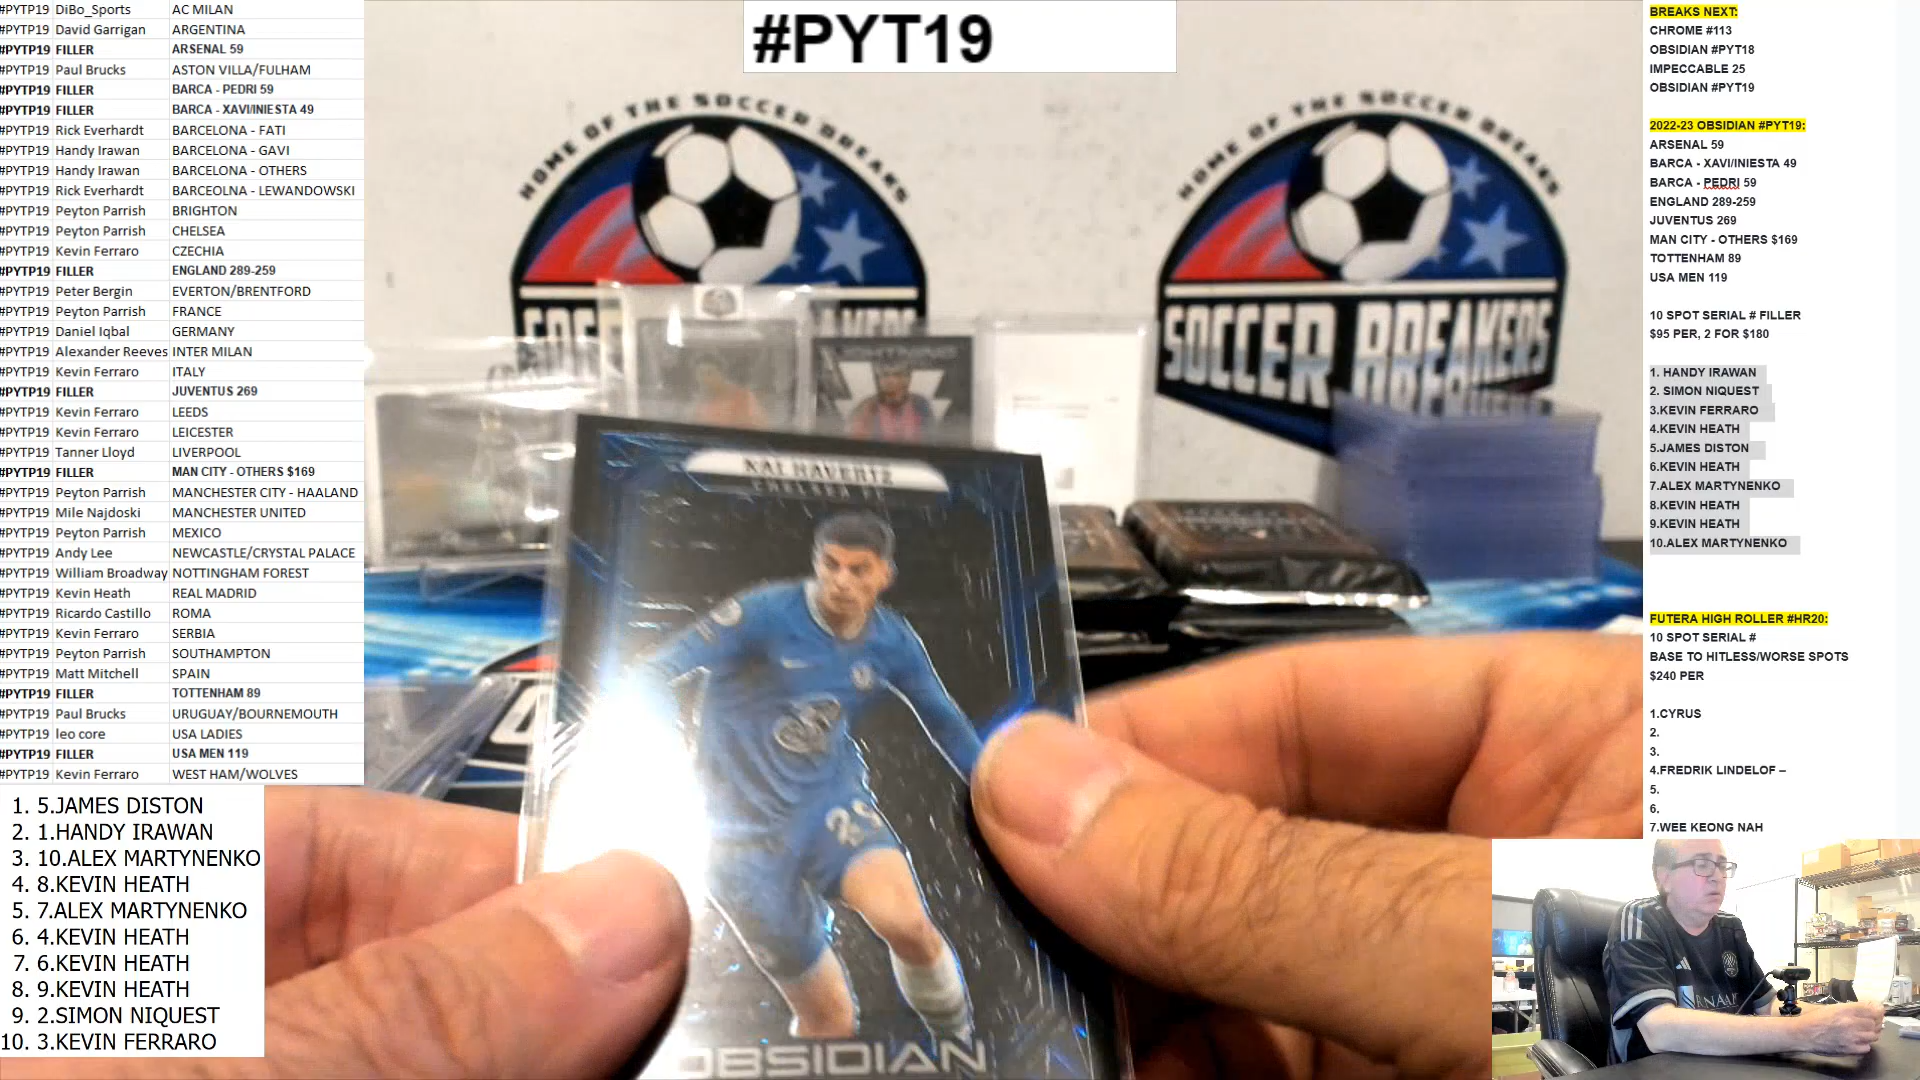 #PYTP19 DiBo_Sports AC MILAN
#PYTP19 David Garrigan ARGENTINA
#PYTP19 FILLER ARSENAL 59
#PYTP19 Paul Brucks ASTON VILLA/FULHAM
#PYTP19 FILLER BARCA - PEDRI 59
#PYTP19 FILLER BARCA - XAVI/INIESTA 49
#PYTP19 Rick Everhardt BARCELONA - FATI
#PYTP19 Handy Irawan BARCELONA - GAVI
#PYTP19 Handy Irawan BARCELONA - OTHERS
#PYTP19 Rick Everhardt BARCEOLNA - LEWANDOWSKI
#PYTP19 Peyton Parrish BRIGHTON
#PYTP19 Peyton Parrish CHELSEA
#PYTP19 Kevin Ferraro CZECHIA
#PYTP19 FILLER ENGLAND 289-259
#PYTP19 Peter Bergin EVERTON/BRENTFORD
#PYTP19 Peyton Parrish FRANCE
#PYTP19 Daniel Iqbal GERMANY
#PYTP19 Alexander Reeves INTER MILAN
#PYTP19 Kevin Ferraro ITALY
#PYTP19 FILLER JUVENTUS 269
#PYTP19 Kevin Ferraro LEEDS
#PYTP19 Kevin Ferraro LEICESTER
#PYTP19 Tanner Lloyd LIVERPOOL
#PYTP19 FILLER MAN CITY - OTHERS $169
#PYTP19 Peyton Parrish MANCHESTER CITY - HAALAND
#PYTP19 Mile Najdoski MANCHESTER UNITED
#PYTP19 Peyton Parrish MEXICO
#PYTP19 Andy Lee NEWCASTLE/CRYSTAL PALACE
#PYTP19 William Broadway NOTTINGHAM FOREST
#PYTP19 Kevin Heath REAL MADRID
#PYTP19 Ricardo Castillo ROMA
#PYTP19 Kevin Ferraro SERBIA
#PYTP19 Peyton Parrish SOUTHAMPTON
#PYTP19 Matt Mitchell SPAIN
#PYTP19 FILLER TOTTENHAM 89
#PYTP19 Paul Brucks URUGUAY/BOURNEMOUTH
#PYTP19 leo core USA LADIES
#PYTP19 FILLER USA MEN 119
#PYTP19 Kevin Ferraro WEST HAM/WOLVES
1. 5.JAMES DISTON
2. 1.HANDY IRAWAN
3. 10.ALEX MARTYNENKO
4. 8.KEVIN HEATH
5. 7.ALEX MARTYNENKO
6. 4.KEVIN HEATH
7. 6.KEVIN HEATH
8. 9.KEVIN HEATH
9. 2.SIMON NIQUEST
10. 3.KEVIN FERRARO
#PYT19
HOME OF THE SOCCER BREAKS
HOME OF THE SOCCER BREAKS
SOCCER BREAKERS
KAI HAVERTZ
CHELSEA FC
29
OBSIDIAN
BREAKS NEXT:
CHROME #113
OBSIDIAN #PYT18
IMPECCABLE 25
OBSIDIAN #PYT19
2022-23 OBSIDIAN #PYT19:
ARSENAL 59
BARCA - XAVI/INIESTA 49
BARCA - PEDRI 59
ENGLAND 289-259
JUVENTUS 269
MAN CITY - OTHERS $169
TOTTENHAM 89
USA MEN 119
10 SPOT SERIAL # FILLER
$95 PER, 2 FOR $180
1. HANDY IRAWAN
2. SIMON NIQUEST
3.KEVIN FERRARO
4.KEVIN HEATH
5.JAMES DISTON
6.KEVIN HEATH
7.ALEX MARTYNENKO
8.KEVIN HEATH
9.KEVIN HEATH
10.ALEX MARTYNENKO
FUTERA HIGH ROLLER #HR20:
10 SPOT SERIAL #
BASE TO HITLESS/WORSE SPOTS
$240 PER
1.CYRUS
2.
3.
4.FREDRIK LINDELOF –
5.
6.
7.WEE KEONG NAH